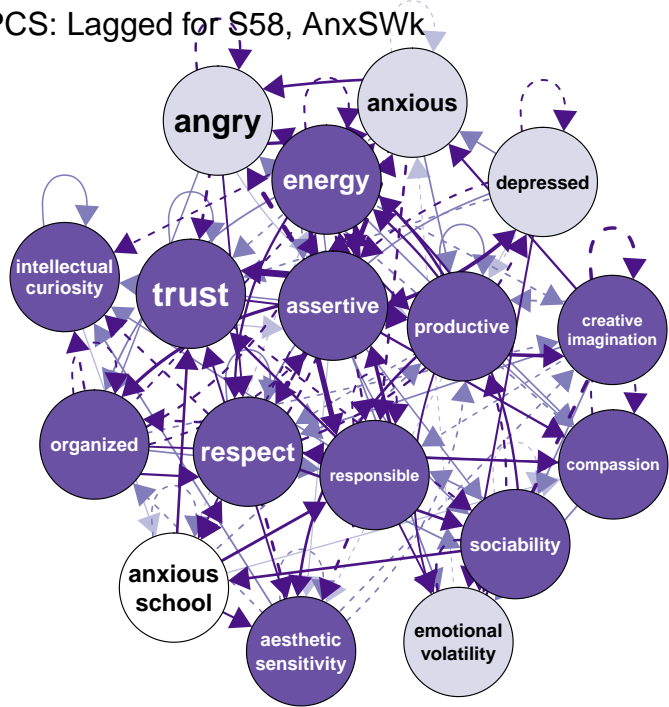 PCS: Lagged for S58, AnxSWk
angry
anxious
energy
depressed
intellectual
curiosity
trust
assertive
productive
creative
imagination
organized
respect
responsible
compassion
sociability
anxious
school
aesthetic
sensitivity
emotional
volatility